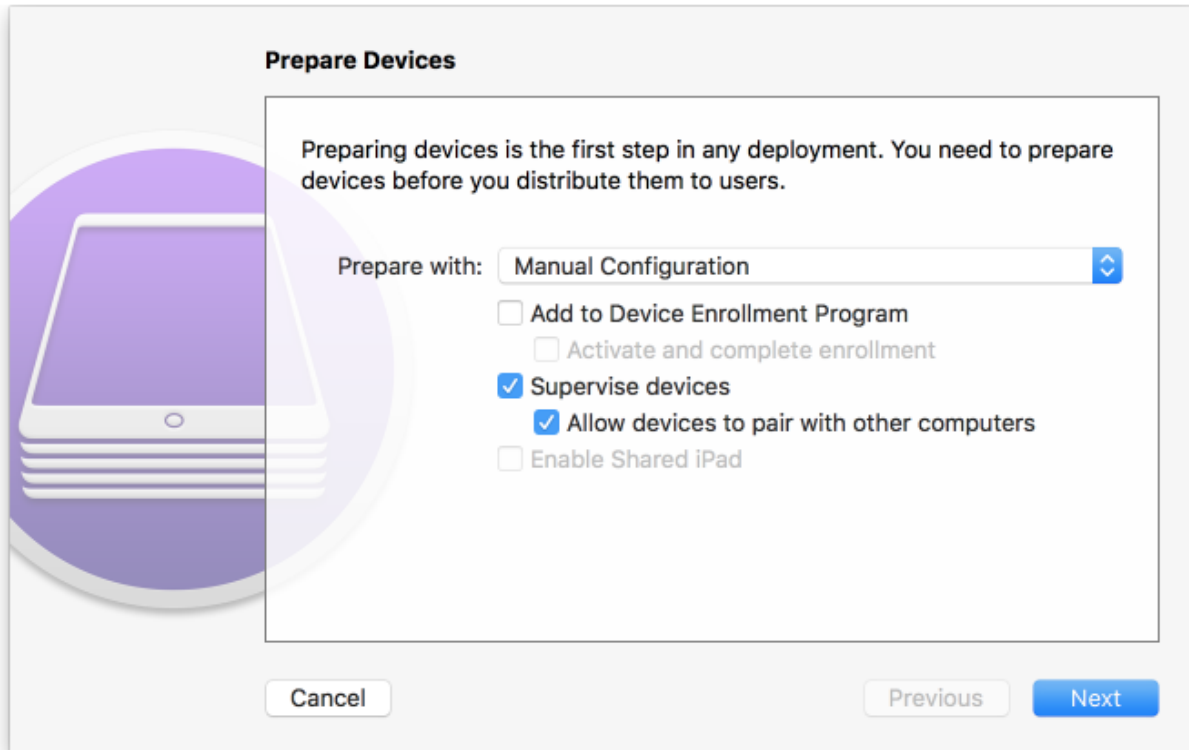 Prepare Devices
Preparing devices is the first step in any deployment. You need to prepare
devices before you distribute them to users.
Prepare with: Manual Configuration
Add to Device Enrollment Program
Activate and complete enrollment
Supervise devices
Allow devices to pair with other computers
Enable Shared iPad
Cancel Previous Next